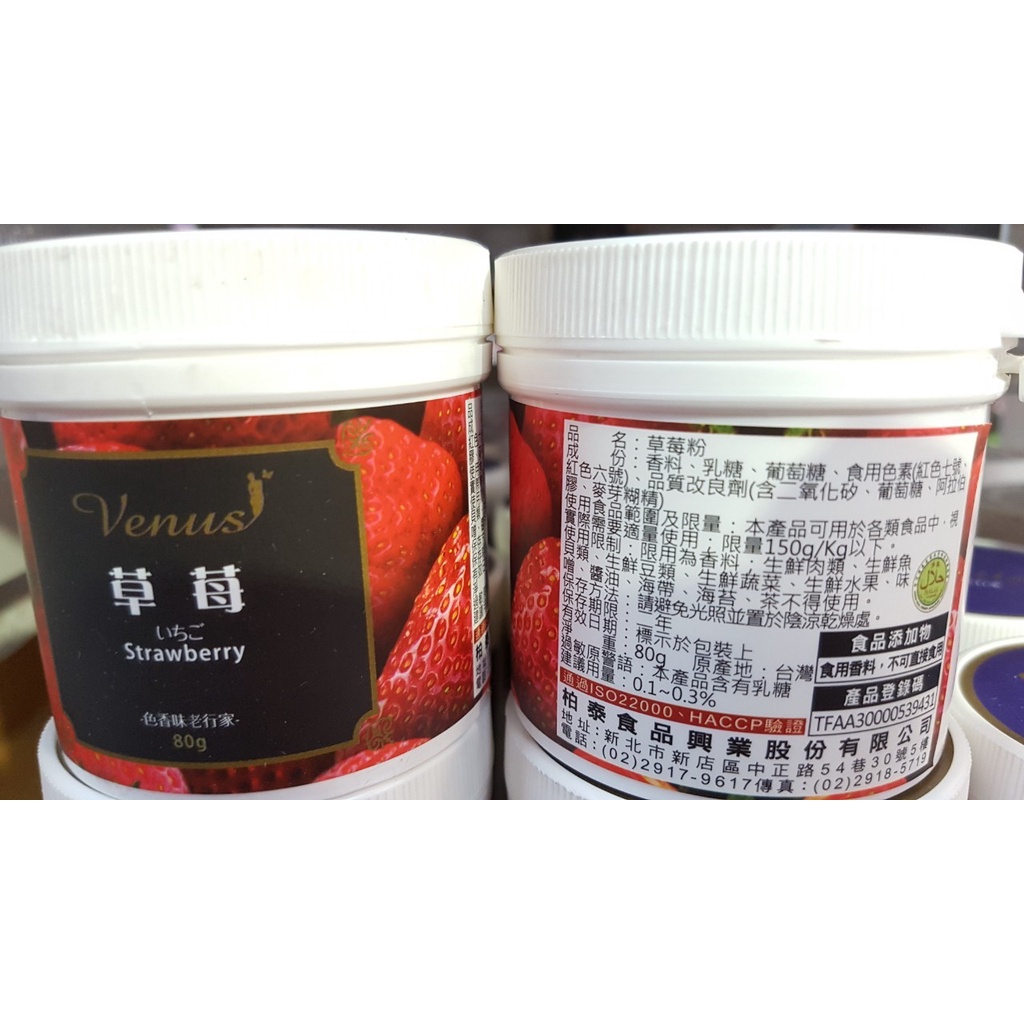 Venus
草莓
いちご
Strawberry
-色香味老行家-
80g
品名：草莓粉
成份：香料、乳糖、葡萄糖、食用色素(紅色七號、
紅色六號)、品質改良劑(含二氧化矽、葡萄糖、阿拉伯
膠、麥芽糊精)
使用食品範圍及限量：本產品可用於各類食品中，視
實際需要適量使用，限量150g/Kg以下。
使用限制：限用為香料；生鮮肉類、生鮮魚
貝類、生鮮豆類、生鮮蔬菜、生鮮水果、味
噌、醬油、海帶、海苔、茶不得使用。
保存方法：請避免光照並置於陰涼乾燥處。
保存期限：二年
有效日期：標示於包裝上
淨重：80g 原產地：台灣
過敏原警語：本產品含有乳糖
建議用量：0.1~0.3%
食品添加物
食用香料，不可直接食用
產品登錄碼
TFAA30000539431
通過ISO22000、HACCP驗證
柏泰食品興業股份有限公司
地址：新北市新店區中正路54巷30號5樓
電話：(02)2917-9617傳真：(02)2918-5719